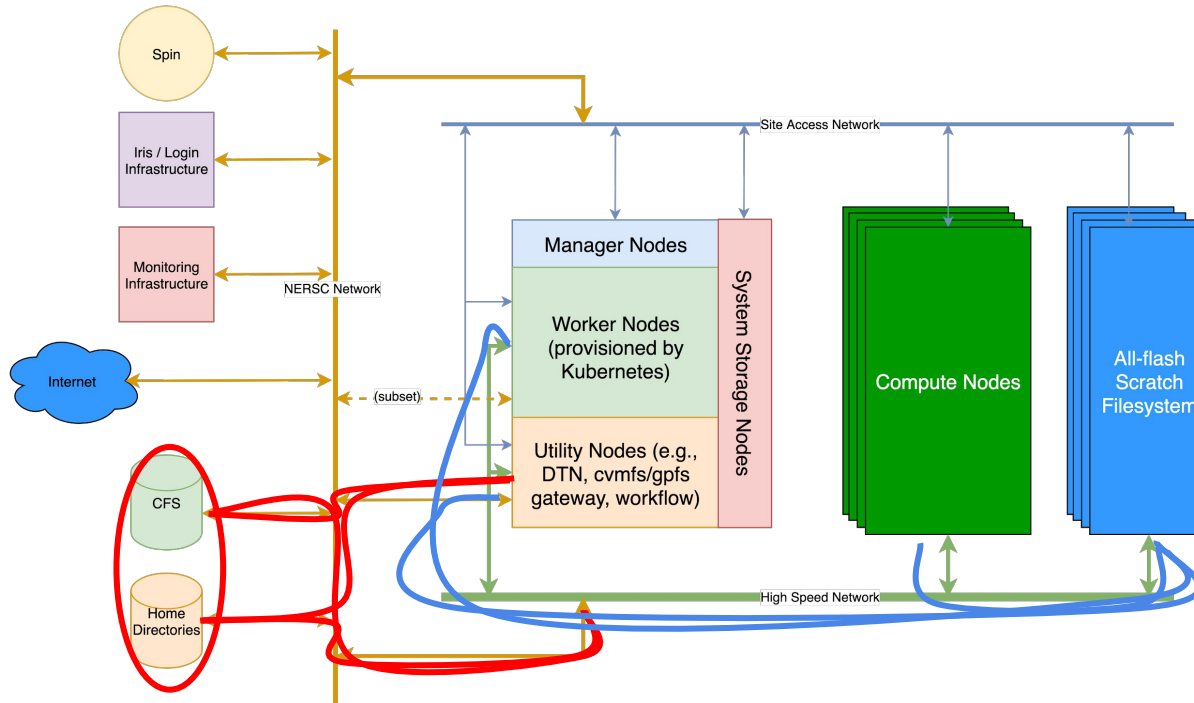 Spin
Site Access Network
Iris / Login
Infrastructure
Manager Nodes
System Storage Nodes
Monitoring
Infrastructure
NERSC Network
Worker Nodes
(provisioned by
Kubernetes)
Compute Nodes
All-flash
Scratch
Filesystem
Internet
(subset)
Utility Nodes (e.g.,
DTN, cvmfs/gpfs
gateway, workflow)
CFS
High Speed Network
Home
Directories